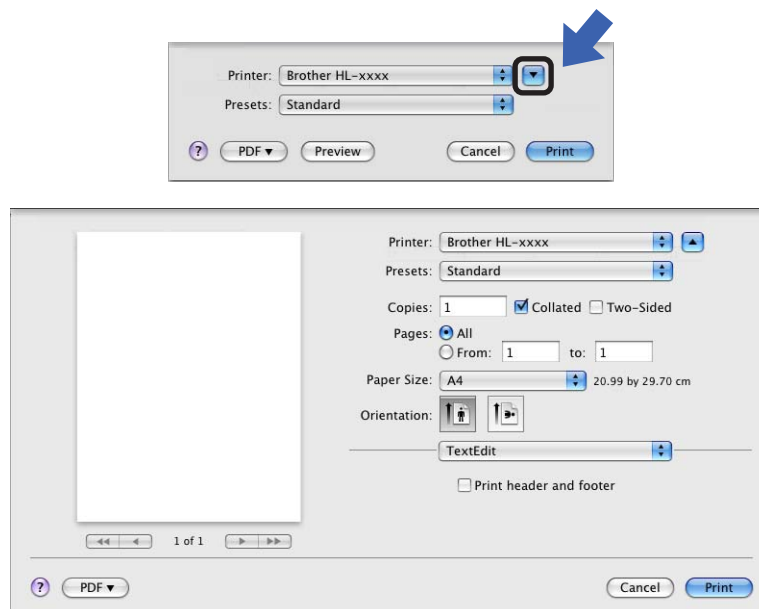 Printer: Brother HL-xxxx
Presets: Standard
? PDF▼ Preview Cancel Print
Printer: Brother HL-xxxx
Presets: Standard
Copies: 1 Collated Two-Sided
Pages: All
From: 1 to: 1
Paper Size: A4 20.99 by 29.70 cm
Orientation:
TextEdit
Print header and footer
1 of 1
? PDF▼ Cancel Print